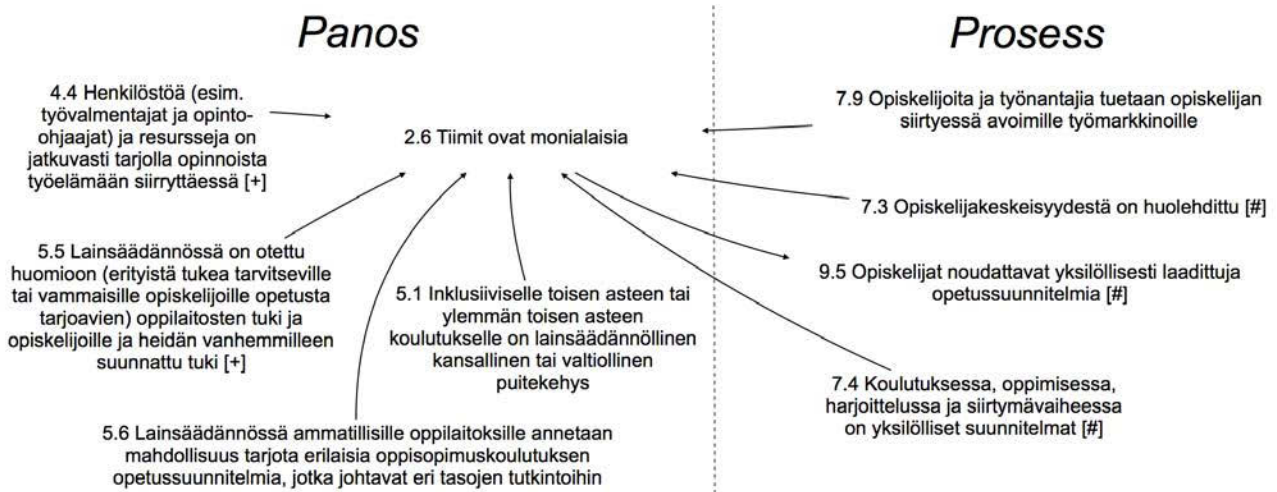 Panos
Prosess
4.4 Henkilöstöä (esim.
työvalmentajat ja opinto-
ohjaajat) ja resursseja on
jatkuvasti tarjolla opinnoista
työelämään siirryttäessä [+]
2.6 Tiimit ovat monialaisia
7.9 Opiskelijoita ja työnantajia tuetaan opiskelijan
siirtyessä avoimille työmarkkinoille
7.3 Opiskelijakeskeisyydestä on huolehdittu [#]
5.5 Lainsäädännössä on otettu
huomioon (erityistä tukea tarvitseville
tai vammaisille opiskelijoille opetusta
tarjoavien) oppilaitosten tuki ja
opiskelijoille ja heidän vanhemmilleen
suunnattu tuki [+]
5.1 Inklusiiviselle toisen asteen tai
ylemmän toisen asteen
koulutukselle on lainsäädännöllinen
kansallinen tai valtiollinen
puitekehys
9.5 Opiskelijat noudattavat yksilöllisesti laadittuja
opetussuunnitelmia [#]
7.4 Koulutuksessa, oppimisessa,
harjoittelussa ja siirtymävaiheessa
on yksilölliset suunnitelmat [#]
5.6 Lainsäädännössä ammatillisille oppilaitoksille annetaan
mahdollisuus tarjota erilaisia oppisopimuskoulutuksen
opetussuunnitelmia, jotka johtavat eri tasojen tutkintoihin